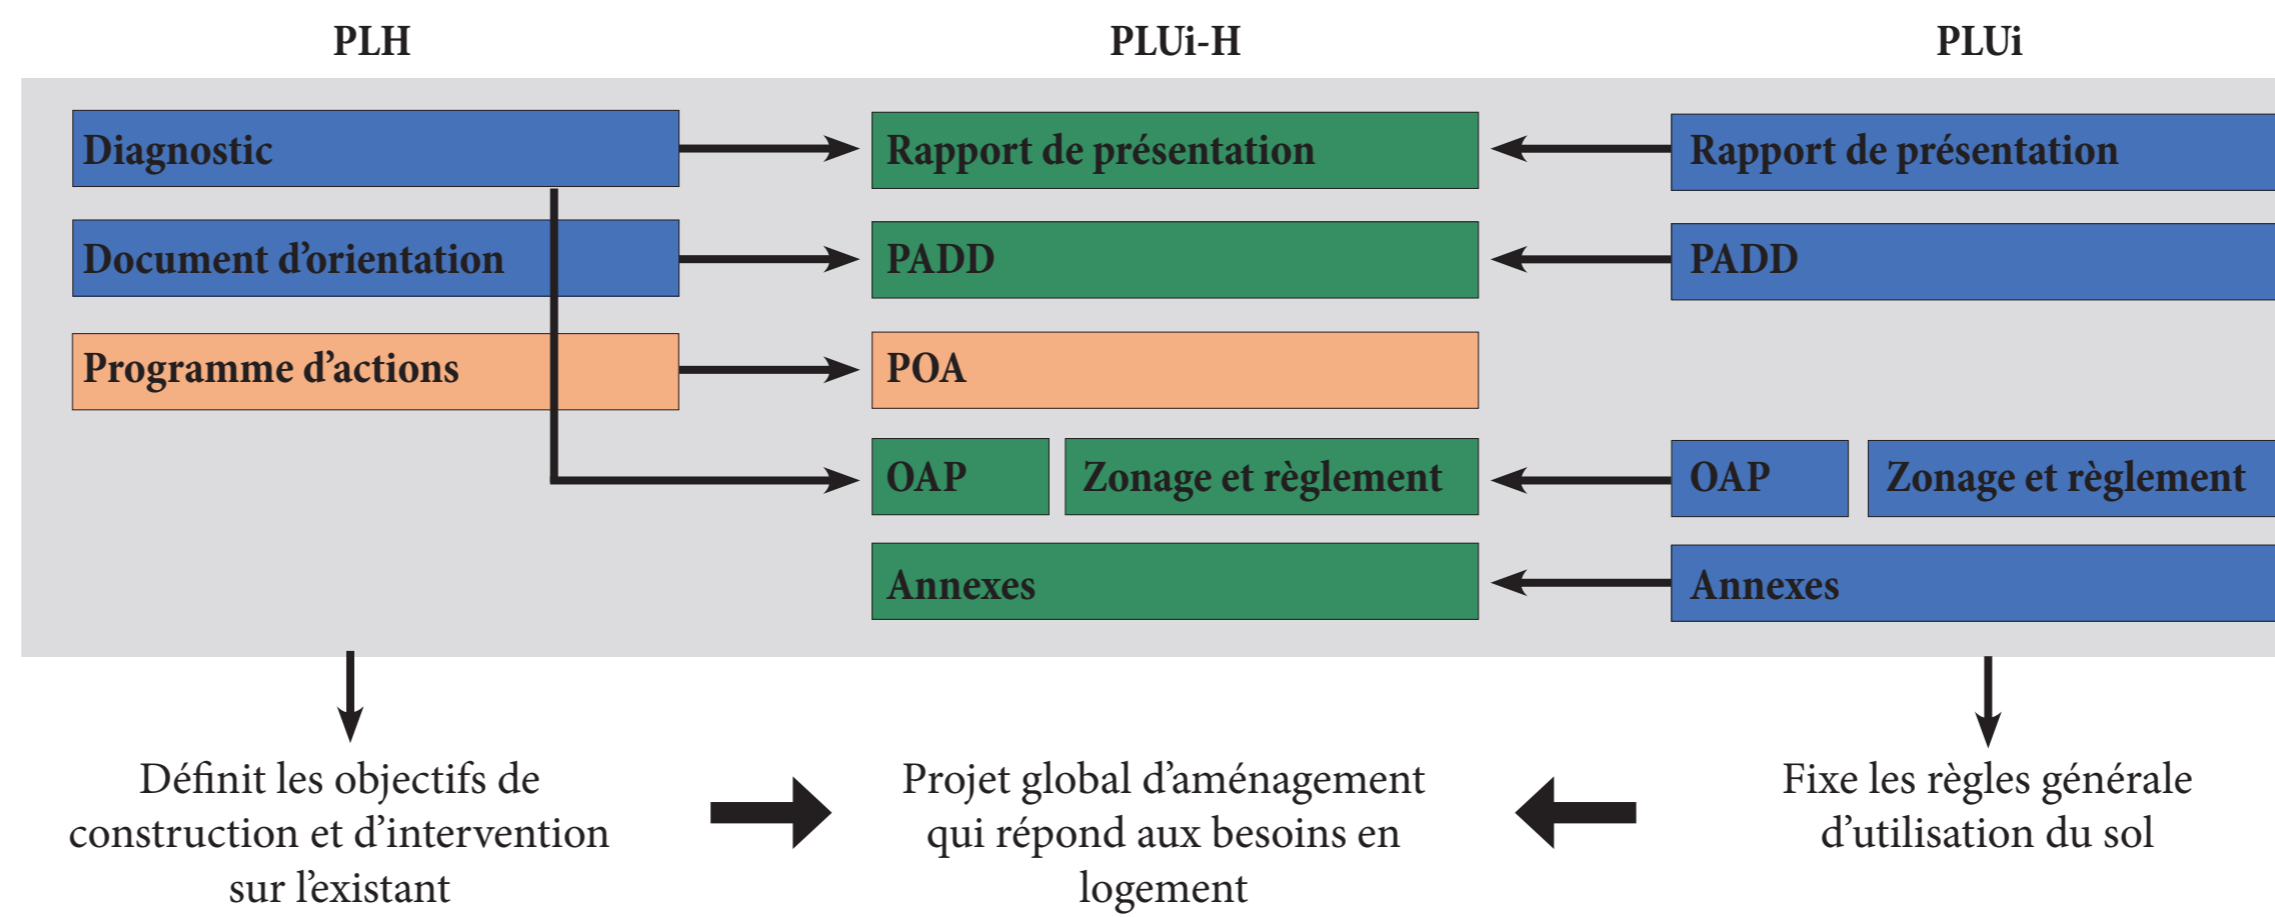 PLH
PLUi-H
PLUi
Diagnostic
Rapport de présentation
Rapport de présentation
Document d’orientation
PADD
PADD
Programme d’actions
POA
OAP
Zonage et règlement
OAP
Zonage et règlement
Annexes
Annexes
Définit les objectifs de
construction et d’intervention
sur l’existant
Projet global d’aménagement
qui répond aux besoins en
logement
Fixe les règles générale
d’utilisation du sol